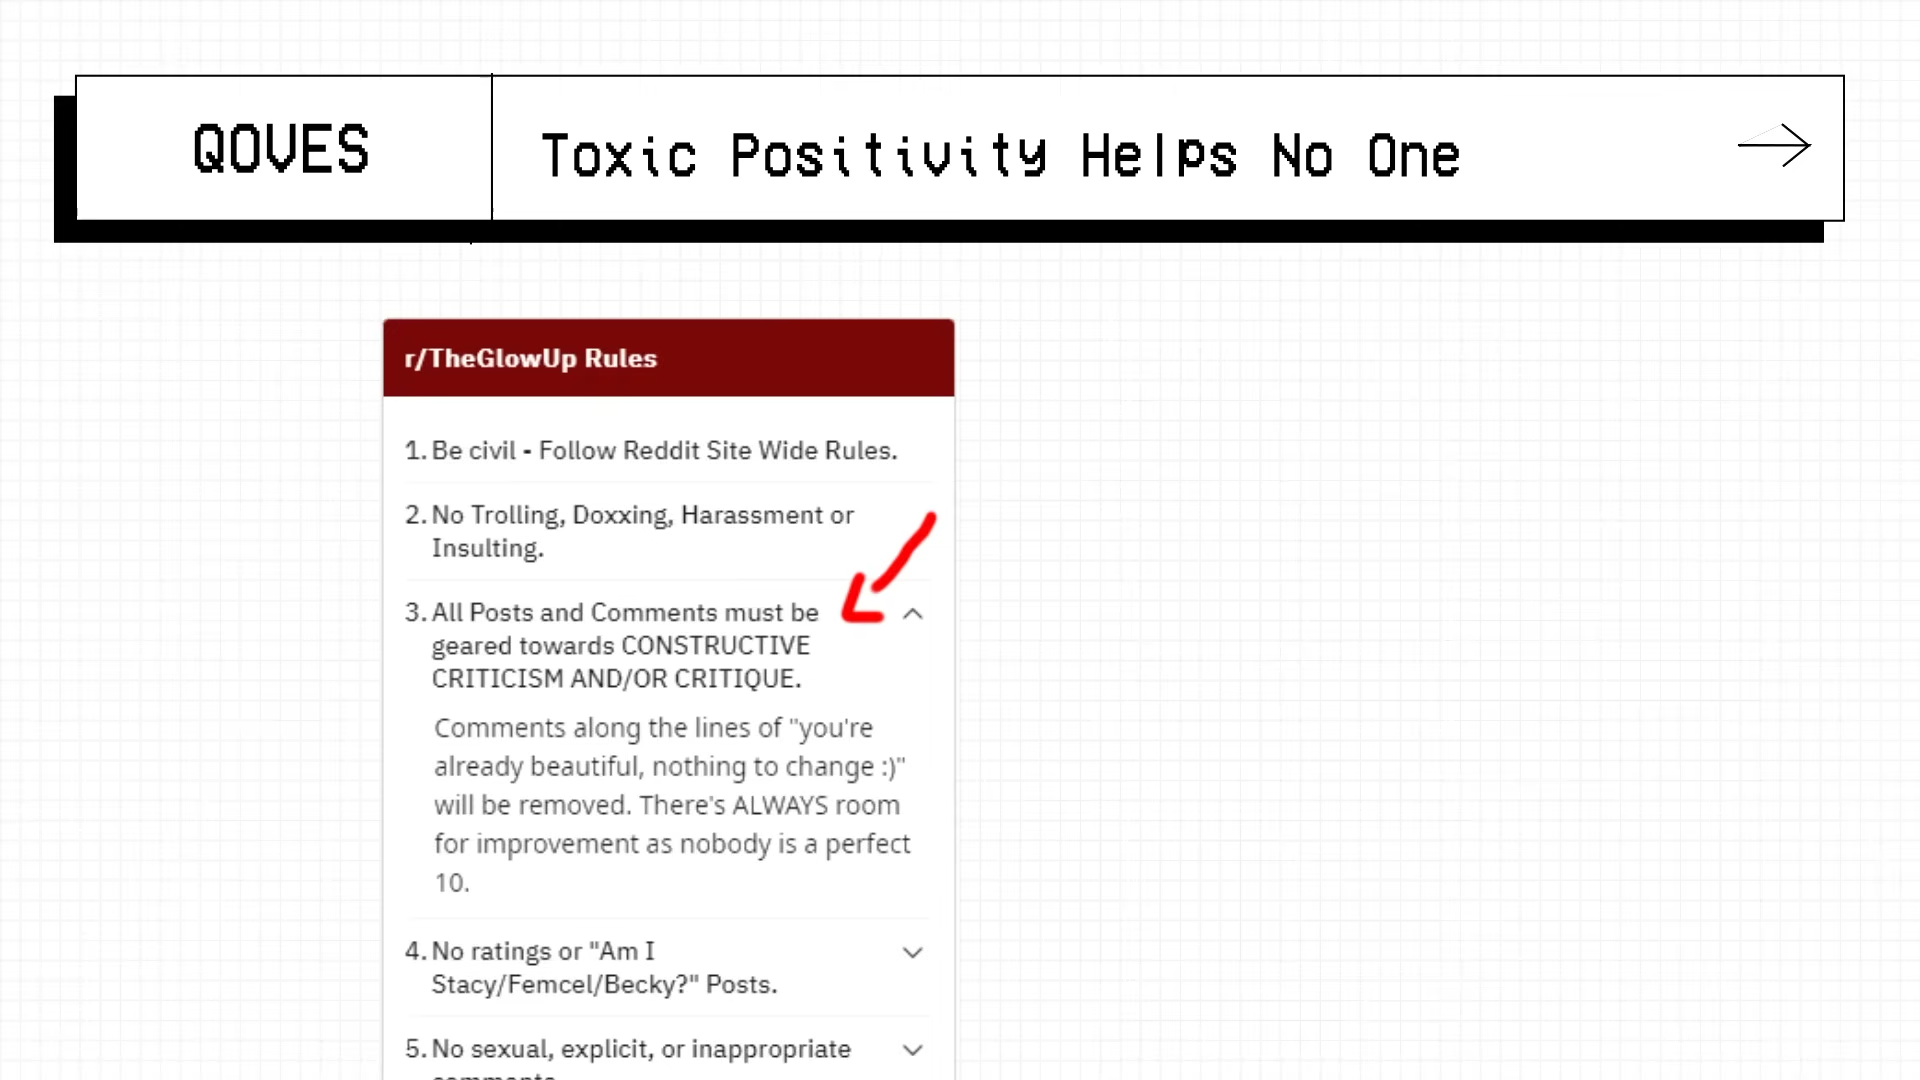 QOVES
Toxic Positivity Helps No One
r/TheGlowUp Rules
1. Be civil - Follow Reddit Site Wide Rules.
2. No Trolling, Doxxing, Harassment or
Insulting.
3. All Posts and Comments must be
geared towards CONSTRUCTIVE
CRITICISM AND/OR CRITIQUE.
Comments along the lines of "you're
already beautiful, nothing to change :)"
will be removed. There's ALWAYS room
for improvement as nobody is a perfect
10.
4. No ratings or "Am I
Stacy/Femcel/Becky?" Posts.
5. No sexual, explicit, or inappropriate